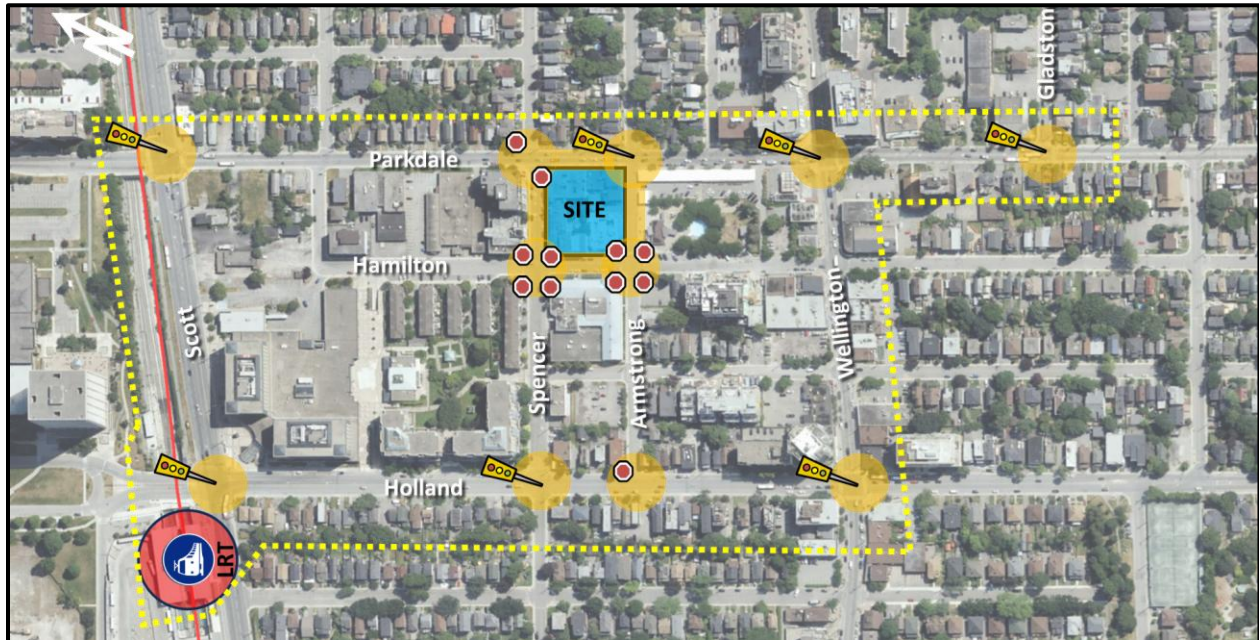 Gladston
Parkdale
SITE
Hamilton
Scott
Spencer
Armstrong
Wellington
Holland
LRT